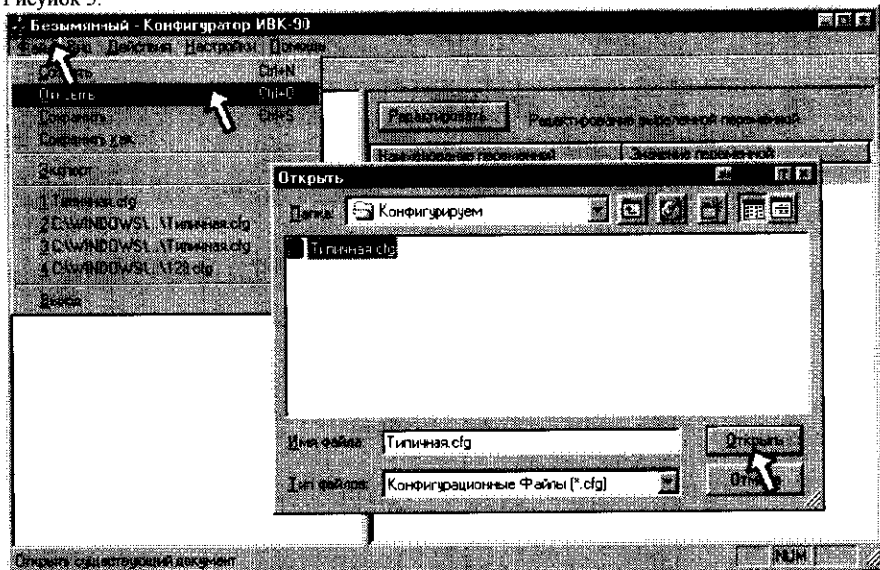 Рисунок 3.
Безымянный - Конфигуратор ИВК-90
Действия Настройки Помощь
Ctrl+N
Открыть Ctrl+O
Сохранить Ctrl+S
Сохранить как
Экспорт
1 Типичная.cfg
2 C:\WINDOWS\...\Типичная.cfg
3 C:\WINDOWS\...\Типичная.cfg
4 C:\WINDOWS\...\123.cfg
Выход
Редактировать Редактирование выделенной переменной
Наименование переменной Значение переменной
Открыть
Папка: Конфигурируем
Типичная.cfg
Имя файла: Типичная.cfg Открыть
Тип файлов: Конфигурационные Файлы (*.cfg)
Открыть существующий документ NUM